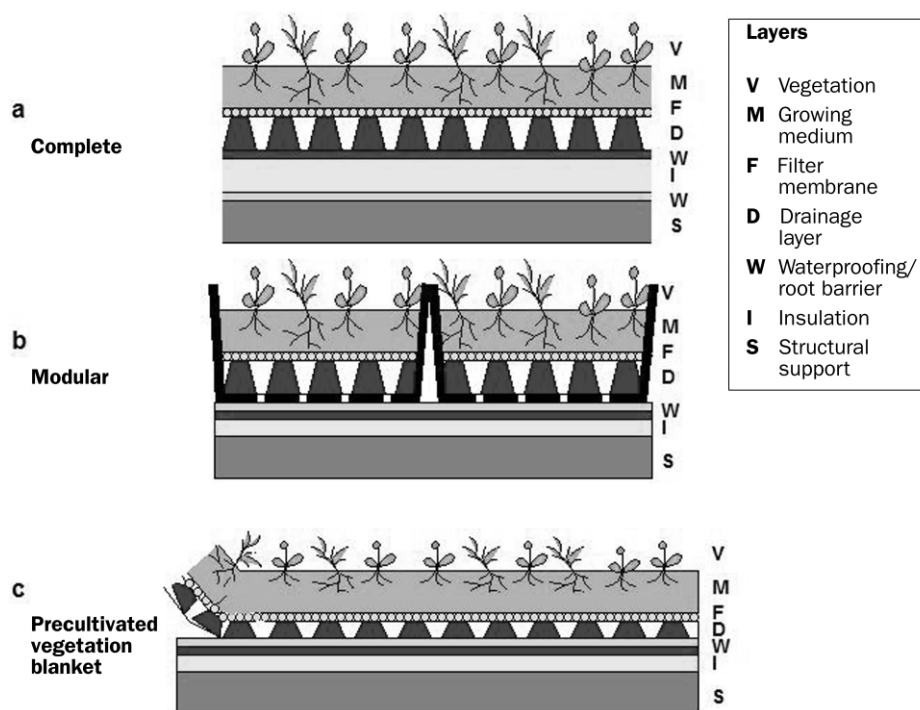 a
Complete
V
M
F
D
W
I
W
S
b
Modular
V
M
F
D
W
I
S
c
Precultivated
vegetation
blanket
V
M
F
D
W
I
S
Layers
V Vegetation
M Growing
medium
F Filter
membrane
D Drainage
layer
W Waterproofing/
root barrier
I Insulation
S Structural
support